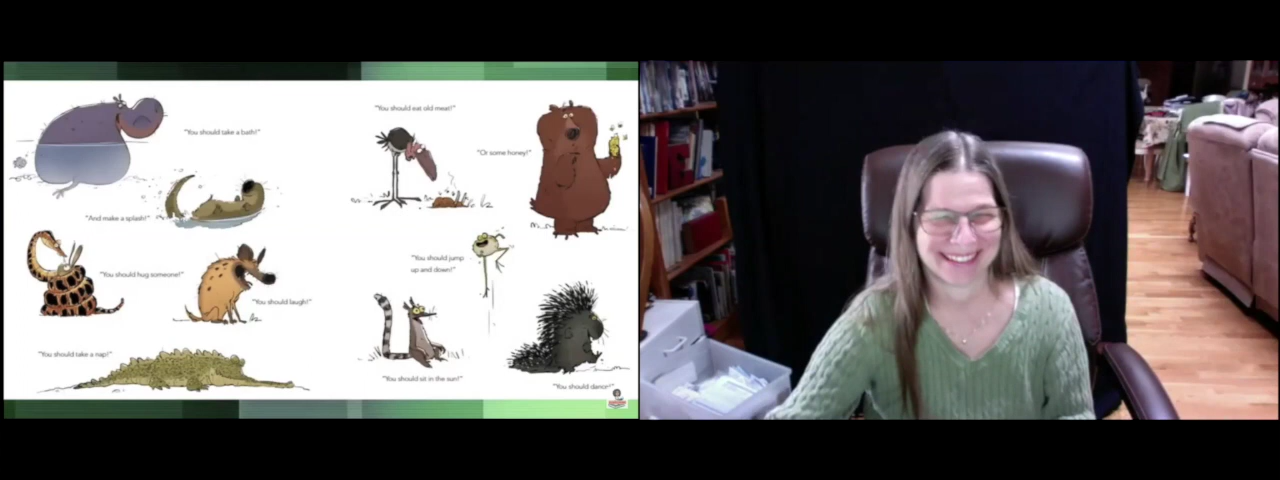 "You should take a bath!"
"And make a splash!"
"You should hug someone!"
"You should laugh!"
"You should take a nap!"
"You should eat old meat!"
"Or some honey!"
"You should jump
up and down!"
"You should sit in the sun!"
"You should dance!"